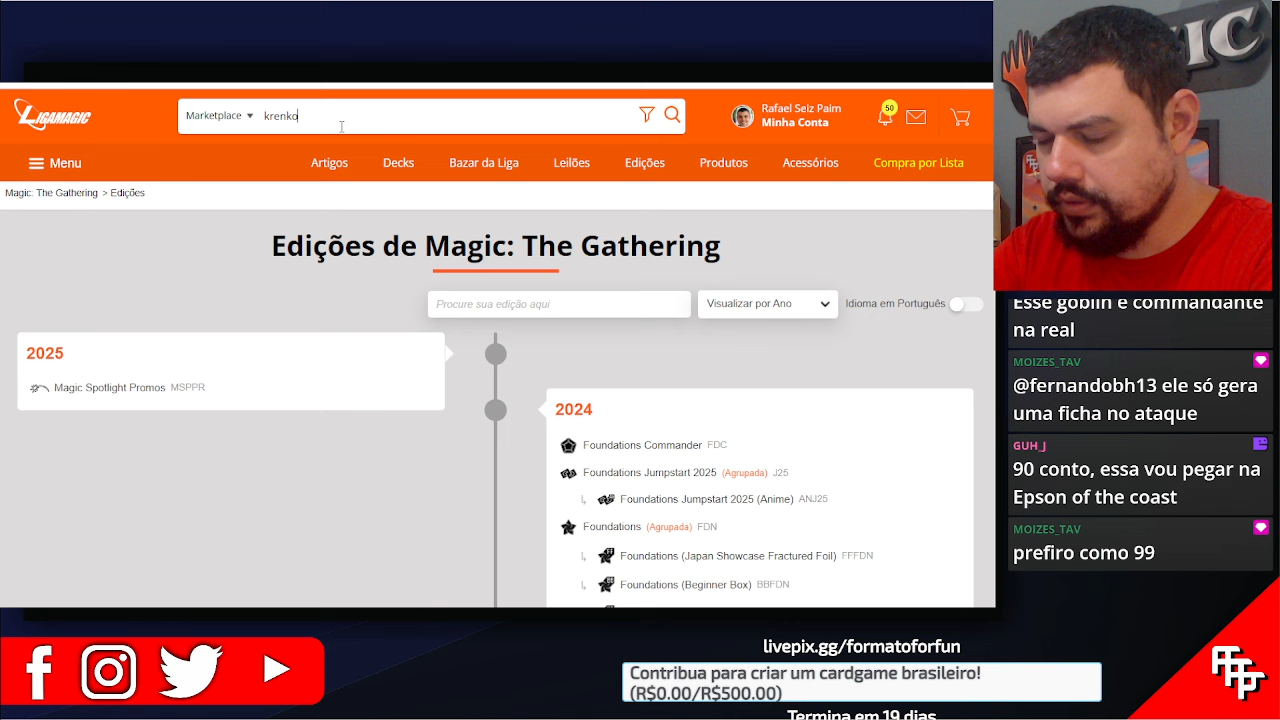 LIGAMAGIC
Marketplace krenko
Rafael Seiz Paim
Minha Conta
50
Menu
Artigos
Decks
Bazar da Liga
Leilões
Edições
Produtos
Acessórios
Compra por Lista
Magic: The Gathering > Edições
Edições de Magic: The Gathering
Procure sua edição aqui
Visualizar por Ano
Idioma em Português
2025
Magic Spotlight Promos MSPPR
2024
Foundations Commander FDC
Foundations Jumpstart 2025 (Agrupada) J25
Foundations Jumpstart 2025 (Anime) ANJ25
Foundations (Agrupada) FDN
Foundations (Japan Showcase Fractured Foil) FFFDN
Foundations (Beginner Box) BBFDN
IC
Esse goblin é commandante
na real
MOIZES_TAV
@fernandobh13 ele só gera
uma ficha no ataque
GUH_J
90 conto, essa vou pegar na
Epson of the coast
MOIZES_TAV
prefiro como 99
livepix.gg/formatoforfun
Contribua para criar um cardgame brasileiro!
(R$0.00/R$500.00)
Termina em 19 dias
FFF